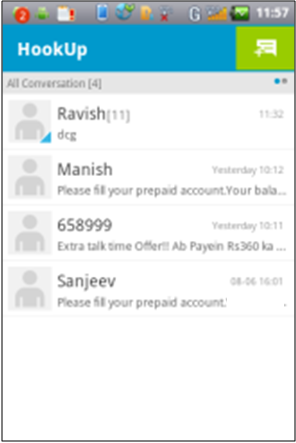 2
G
11:57
HookUp
All Conversation [4]
Ravish[11]
11:32
dcg
Manish
Yesterday 10:12
Please fill your prepaid account.Your bala...
658999
Yesterday 10:11
Extra talk time Offer!! Ab Payein Rs360 ka ...
Sanjeev
08-06 16:01
Please fill your prepaid account.' .